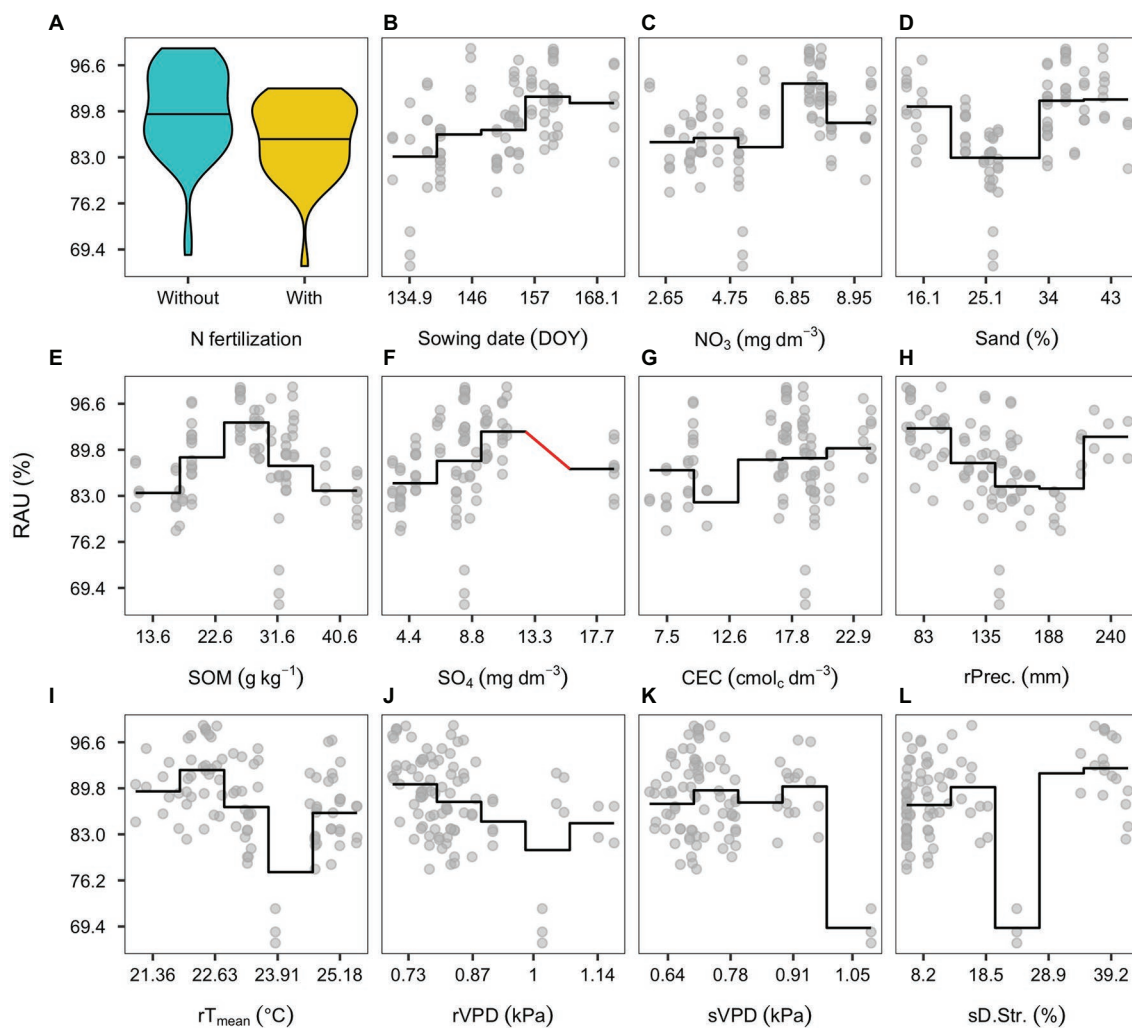 A B C D
96.6
89.8
83.0
76.2
69.4
Without With 134.9 146 157 168.1 2.65 4.75 6.85 8.95 16.1 25.1 34 43
N fertilization Sowing date (DOY) NO₃ (mg dm⁻³) Sand (%)
E F G H
96.6
89.8
83.0
76.2
69.4
RAU (%)
13.6 22.6 31.6 40.6 4.4 8.8 13.3 17.7 7.5 12.6 17.8 22.9 83 135 188 240
SOM (g kg⁻¹) SO₄ (mg dm⁻³) CEC (cmol_c dm⁻³) rPrec. (mm)
I J K L
96.6
89.8
83.0
76.2
69.4
21.36 22.63 23.91 25.18 0.73 0.87 1 1.14 0.64 0.78 0.91 1.05 8.2 18.5 28.9 39.2
rT_mean (°C) rVPD (kPa) sVPD (kPa) sD.Str. (%)